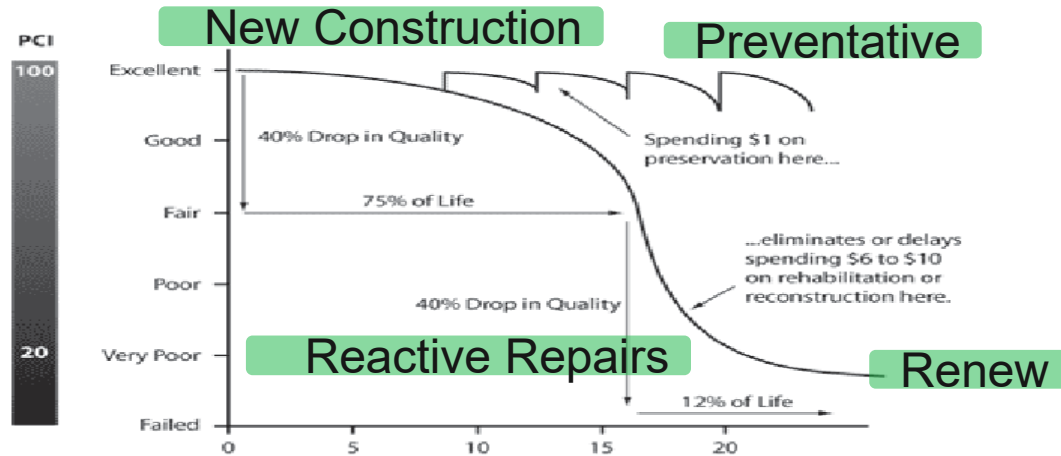 New Construction
Preventative
PCI
100
Excellent
Good
40% Drop in Quality
Spending $1 on
preservation here...
75% of Life
Fair
...eliminates or delays
spending $6 to $10
on rehabilitation or
reconstruction here.
Poor
40% Drop in Quality
20
Very Poor
Reactive Repairs
Renew
12% of Life
Failed
0
5
10
15
20